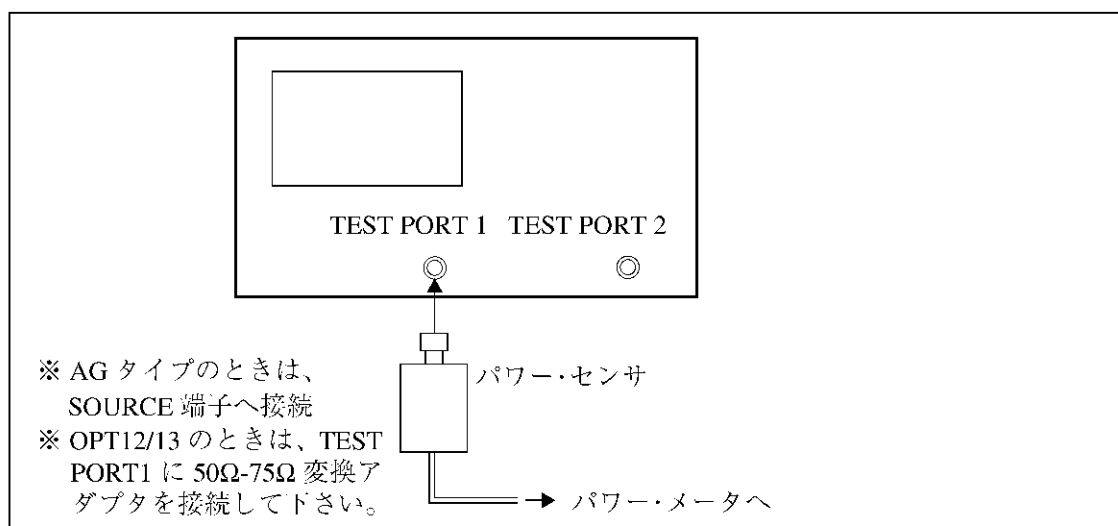 TEST PORT 1 TEST PORT 2
※ AG タイプのときは、
SOURCE 端子へ接続
※ OPT12/13 のときは、TEST
PORT1 に 50Ω-75Ω 変換ア
ダプタを接続して下さい。
パワー・センサ
パワー・メータへ